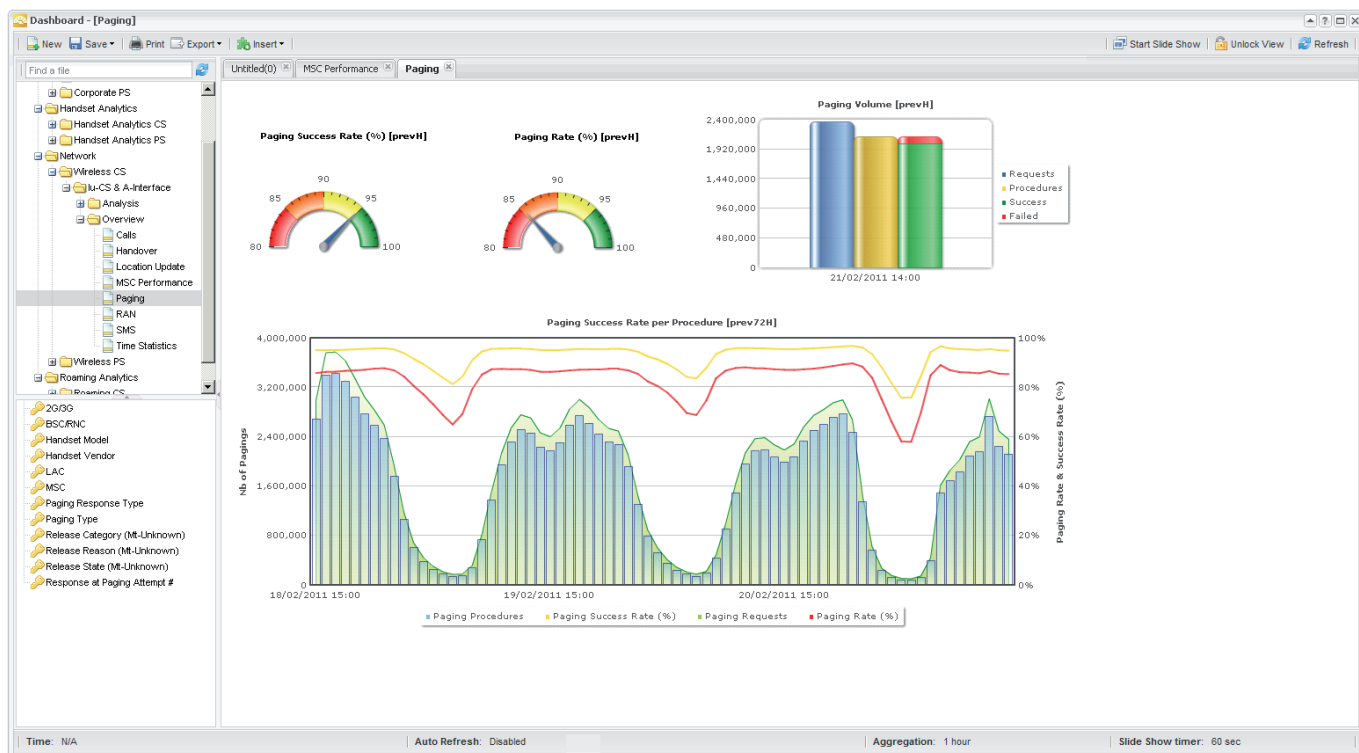 Dashboard - [Paging]
New Save Print Export Insert Start Slide Show Unlock View Refresh
Find a file
Corporate PS
Handset Analytics
Handset Analytics CS
Handset Analytics PS
Network
Wireless CS
Iu-CS & A-Interface
Analysis
Overview
Calls
Handover
Location Update
MSC Performance
Paging
RAN
SMS
Time Statistics
Wireless PS
Roaming Analytics
Roaming CS
2G/3G
BSC/RNC
Handset Model
Handset Vendor
LAC
MSC
Paging Response Type
Paging Type
Release Category (Mt-Unknown)
Release Reason (Mt-Unknown)
Release State (Mt-Unknown)
Response at Paging Attempt #
Untitled(0) MSC Performance Paging
Paging Success Rate (%) [prevH]
80 85 90 95 100
Paging Rate (%) [prevH]
80 85 90 95 100
Paging Volume [prevH]
2,400,000
1,920,000
1,440,000
960,000
480,000
0
21/02/2011 14:00
Requests
Procedures
Success
Failed
Paging Success Rate per Procedure [prev72H]
Nb of Pagings
4,000,000
3,200,000
2,400,000
1,600,000
800,000
0
100%
80%
60%
40%
20%
0%
Paging Rate & Success Rate (%)
18/02/2011 15:00 19/02/2011 15:00 20/02/2011 15:00
Paging Procedures Paging Success Rate (%) Paging Requests Paging Rate (%)
Time: N/A Auto Refresh: Disabled Aggregation: 1 hour Slide Show timer: 60 sec